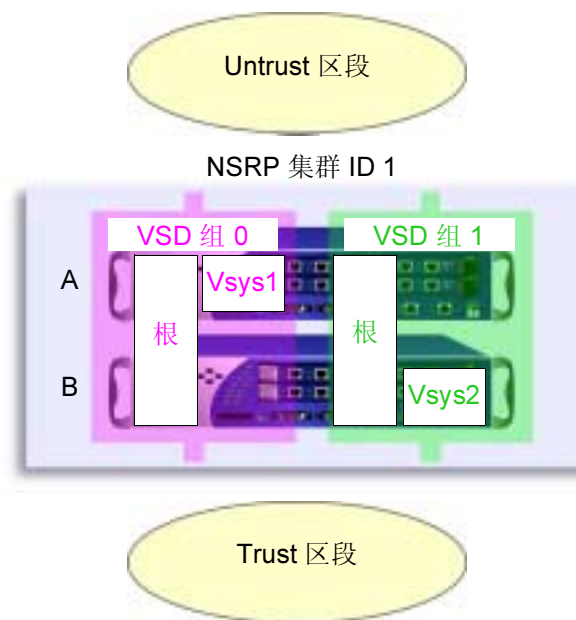 Untrust 区段
NSRP 集群 ID 1
VSD 组 0
VSD 组 1
A
Vsys1
根
根
B
Vsys2
Trust 区段